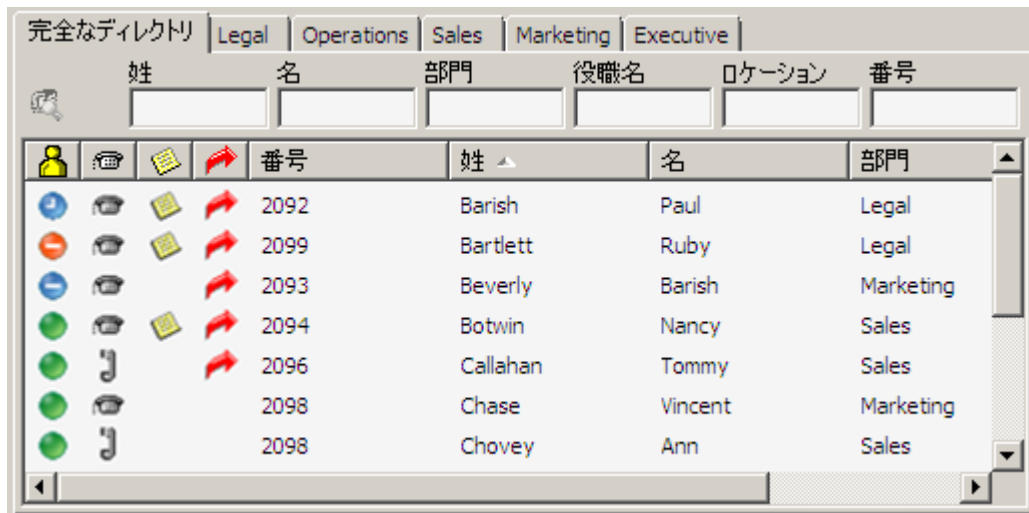 完全なディレクトリ Legal Operations Sales Marketing Executive
姓 名 部門 役職名 ロケーション 番号
番号 姓 名 部門
2092 Barish Paul Legal
2099 Bartlett Ruby Legal
2093 Beverly Barish Marketing
2094 Botwin Nancy Sales
2096 Callahan Tommy Sales
2098 Chase Vincent Marketing
2098 Chovey Ann Sales